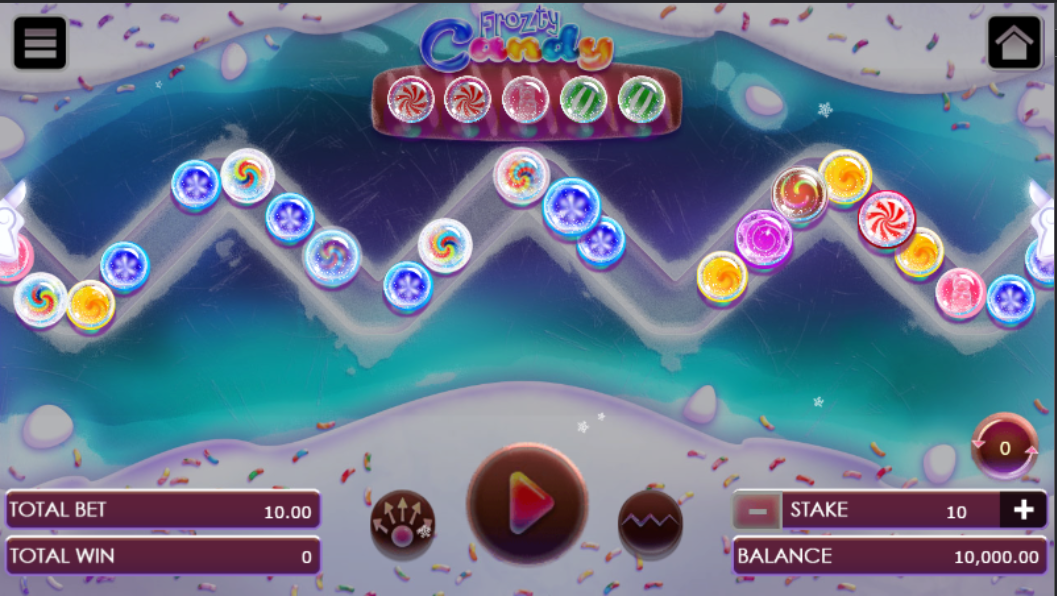 Frozty
Candy
0
TOTAL BET 10.00
STAKE 10
TOTAL WIN 0
BALANCE 10,000.00